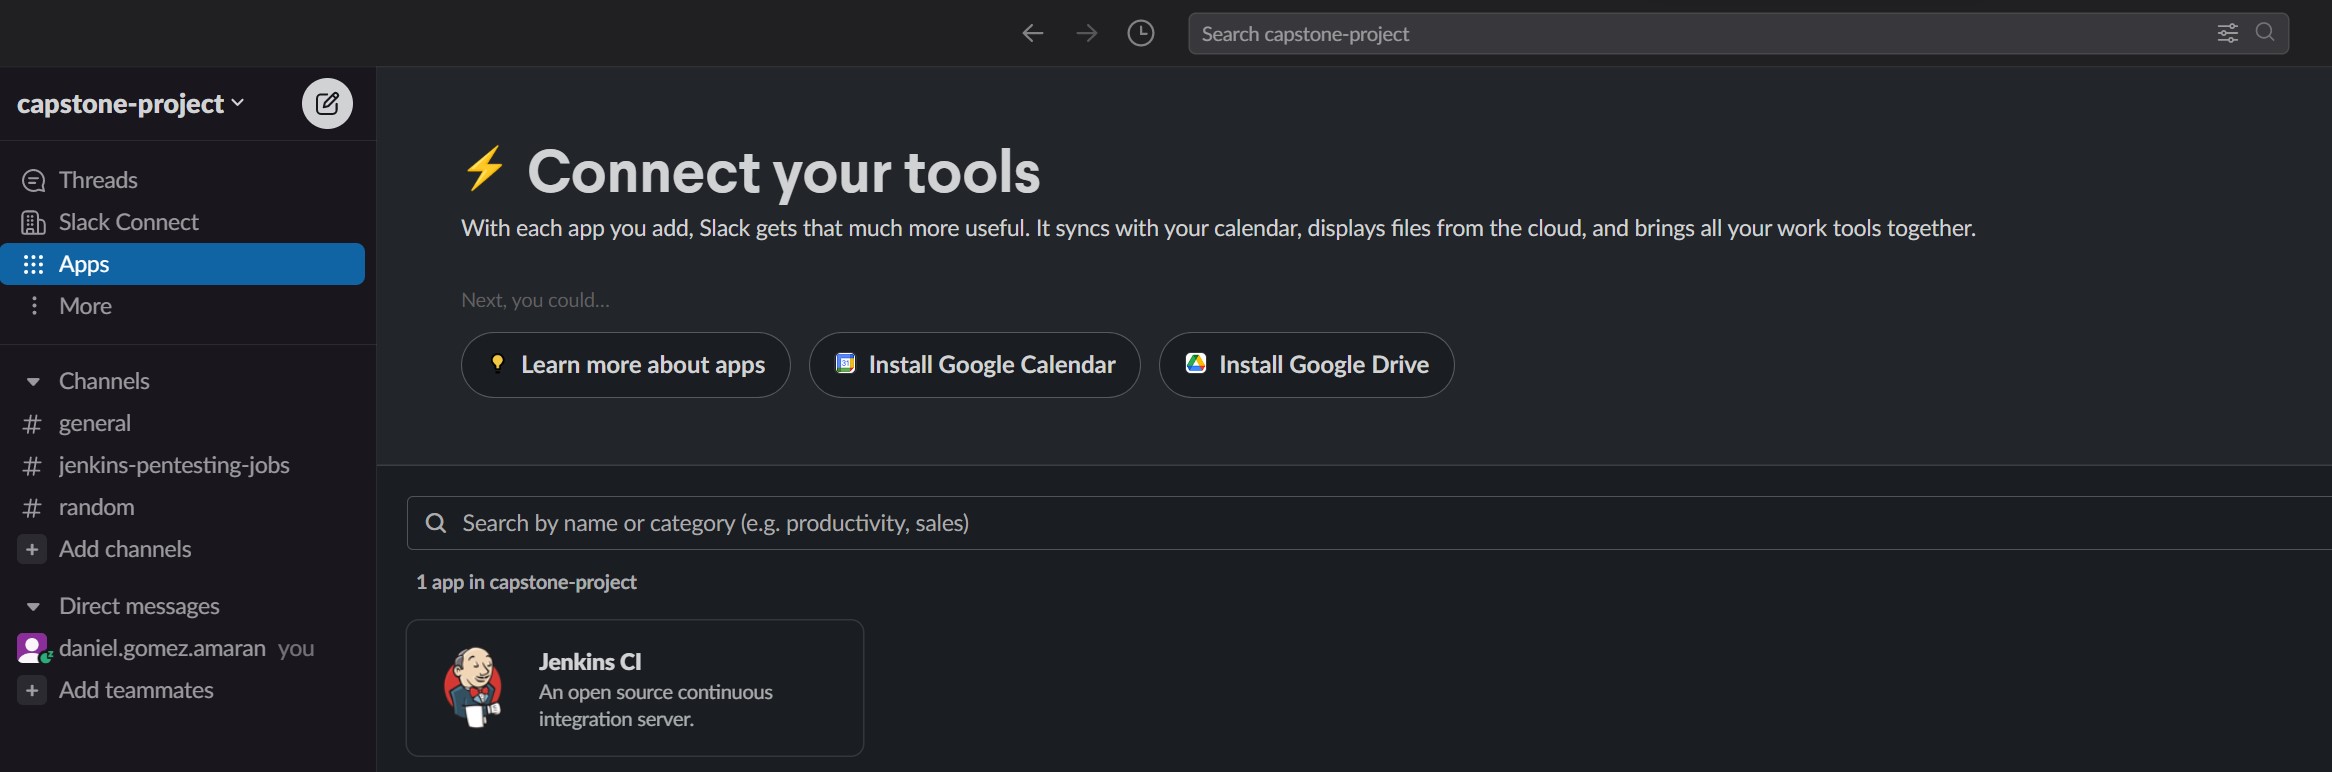 Search capstone-project
capstone-project
Threads
Slack Connect
Apps
More
Channels
# general
# jenkins-pentesting-jobs
# random
+ Add channels
Direct messages
daniel.gomez.amaran you
+ Add teammates
⚡ Connect your tools
With each app you add, Slack gets that much more useful. It syncs with your calendar, displays files from the cloud, and brings all your work tools together.
Next, you could...
Learn more about apps
Install Google Calendar
Install Google Drive
Search by name or category (e.g. productivity, sales)
1 app in capstone-project
Jenkins CI
An open source continuous
integration server.